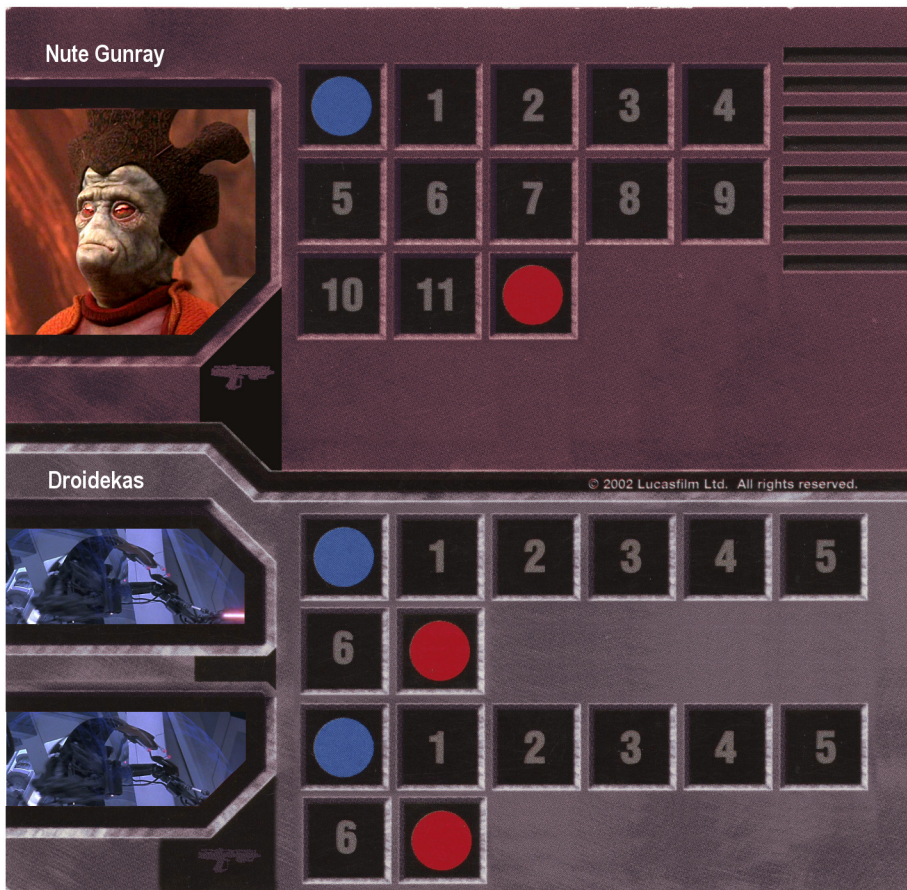 Nute Gunray
1 2 3 4
5 6 7 8 9
10 11
© 2002 Lucasfilm Ltd. All rights reserved.
Droidekas
1 2 3 4 5
6
1 2 3 4 5
6